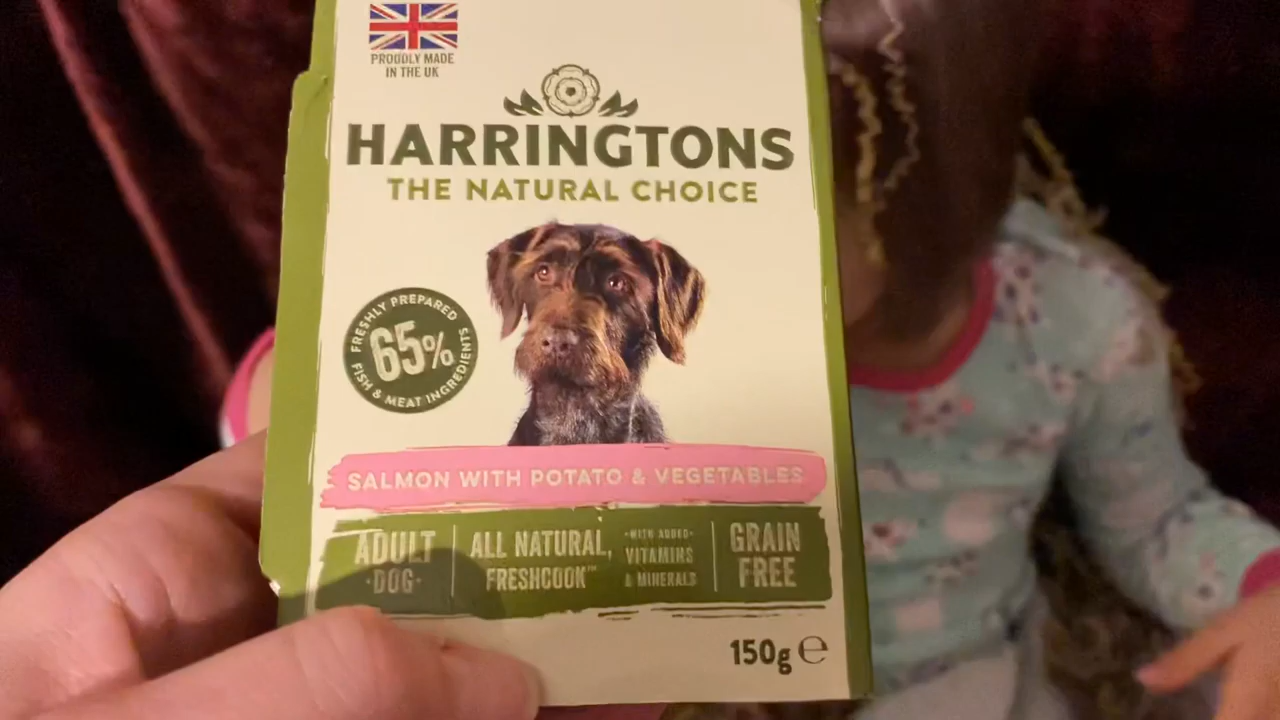 PROUDLY MADE
IN THE UK
HARRINGTONS
THE NATURAL CHOICE
FRESHLY PREPARED
65%
FISH & MEAT INGREDIENTS
SALMON WITH POTATO & VEGETABLES
ADULT
·DOG·
ALL NATURAL,
FRESHCOOK™
·WITH ADDED·
VITAMINS
& MINERALS
GRAIN
FREE
150g ℮